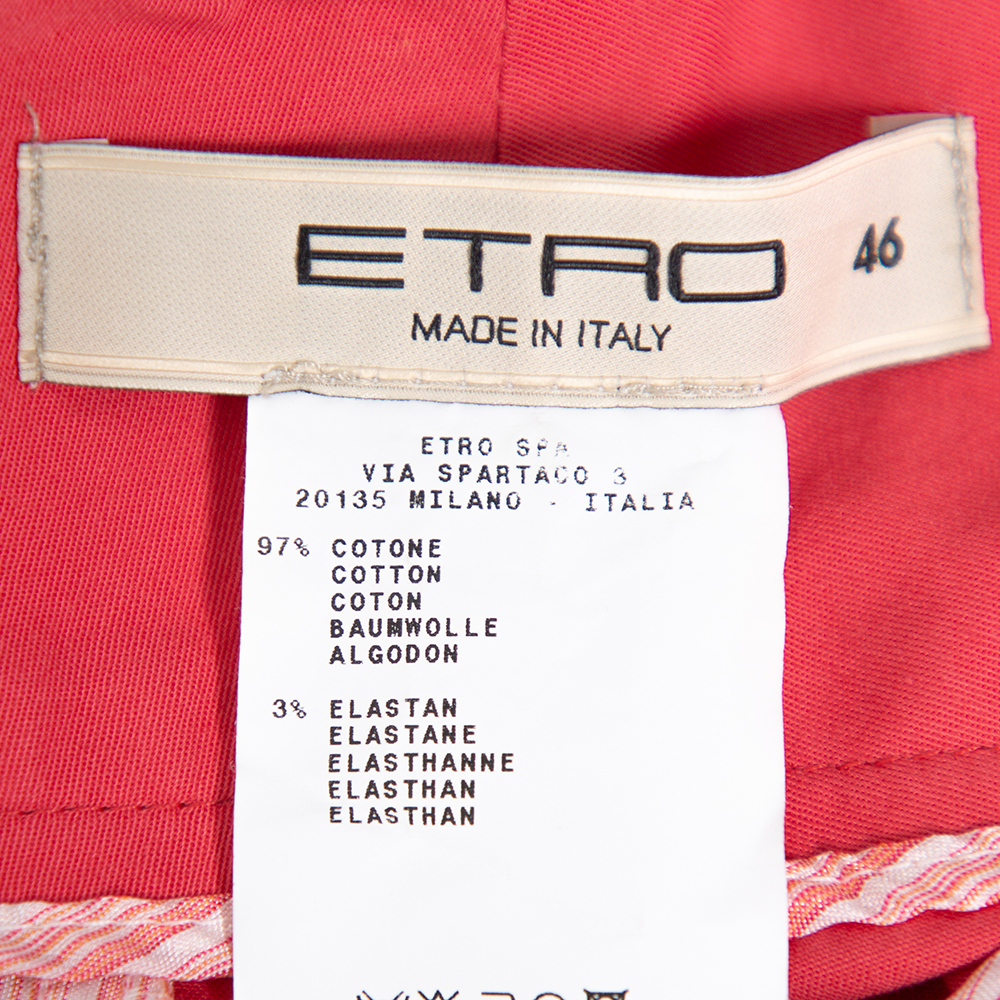 ETRO
46
MADE IN ITALY
ETRO SPA
VIA SPARTACO 3
20135 MILANO - ITALIA
97% COTONE
COTTON
COTON
BAUMWOLLE
ALGODON
3% ELASTAN
ELASTANE
ELASTHANNE
ELASTHAN
ELASTHAN